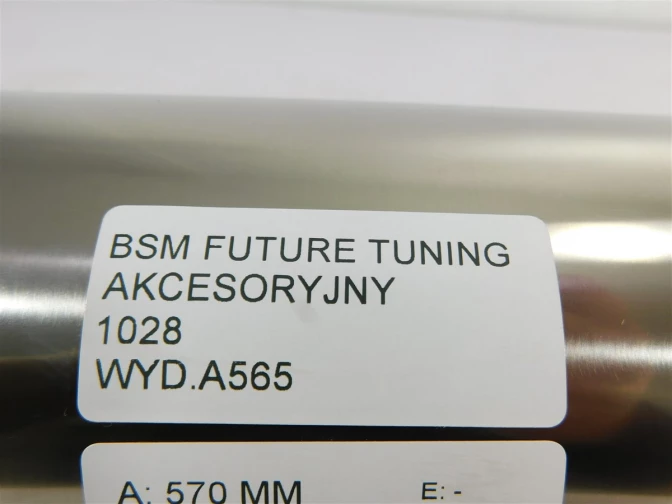 BSM FUTURE TUNING
AKCESORYJNY
1028
WYD.A565
A: 570 MM E: -